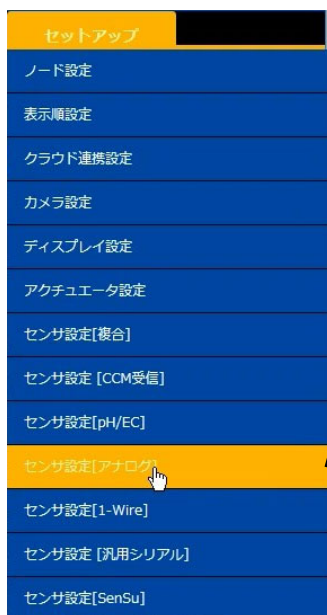 セットアップ
ノード設定
表示順設定
クラウド連携設定
カメラ設定
ディスプレイ設定
アクチュエータ設定
センサ設定[複合]
センサ設定 [CCM受信]
センサ設定[pH/EC]
センサ設定[アナログ]
センサ設定[1-Wire]
センサ設定 [汎用シリアル]
センサ設定[SenSu]